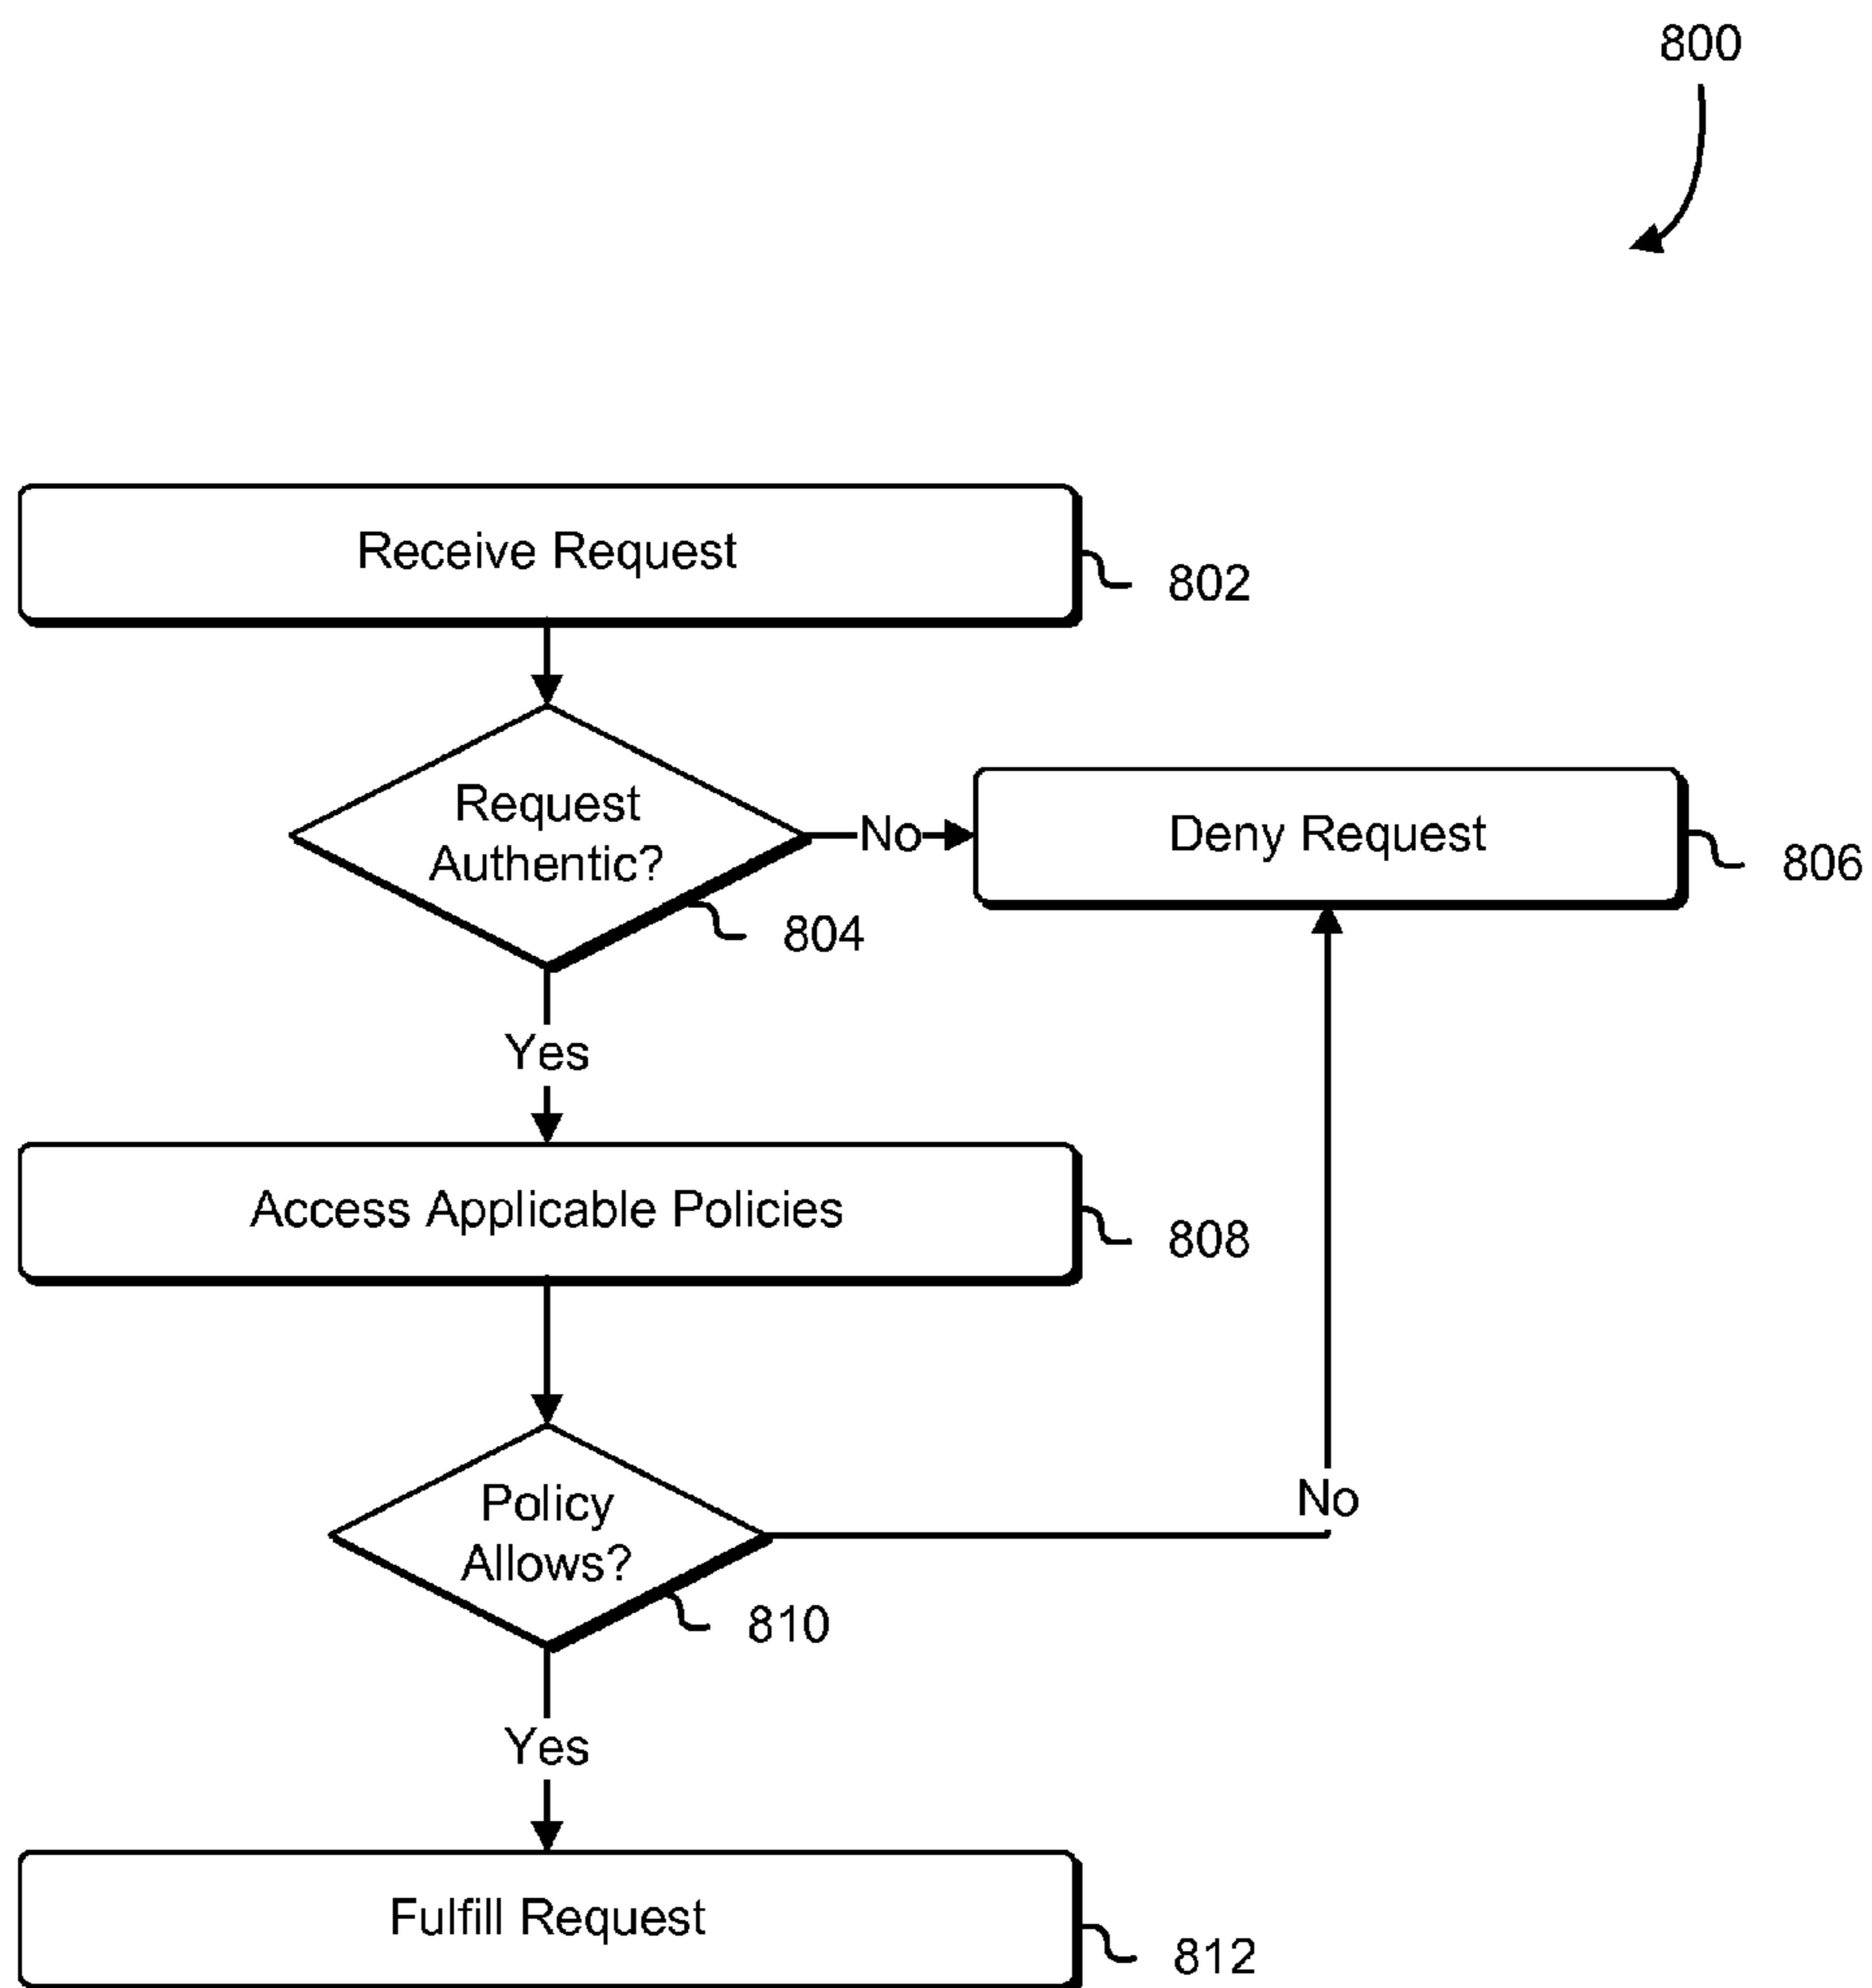 800
Receive Request
802
Request
Authentic?
804
No
Deny Request
806
Yes
Access Applicable Policies
808
Policy
Allows?
810
No
Yes
Fulfill Request
812